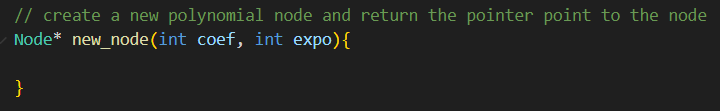 // create a new polynomial node and return the pointer point to the node
Node* new_node(int coef, int expo){
}